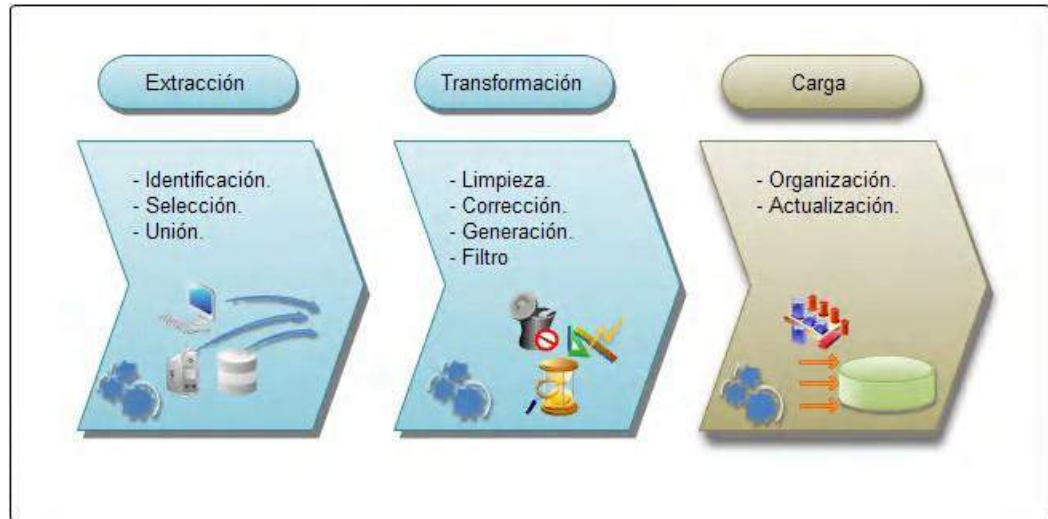 Extracción
- Identificación.
- Selección.
- Unión.
Transformación
- Limpieza.
- Corrección.
- Generación.
- Filtro
Carga
- Organización.
- Actualización.